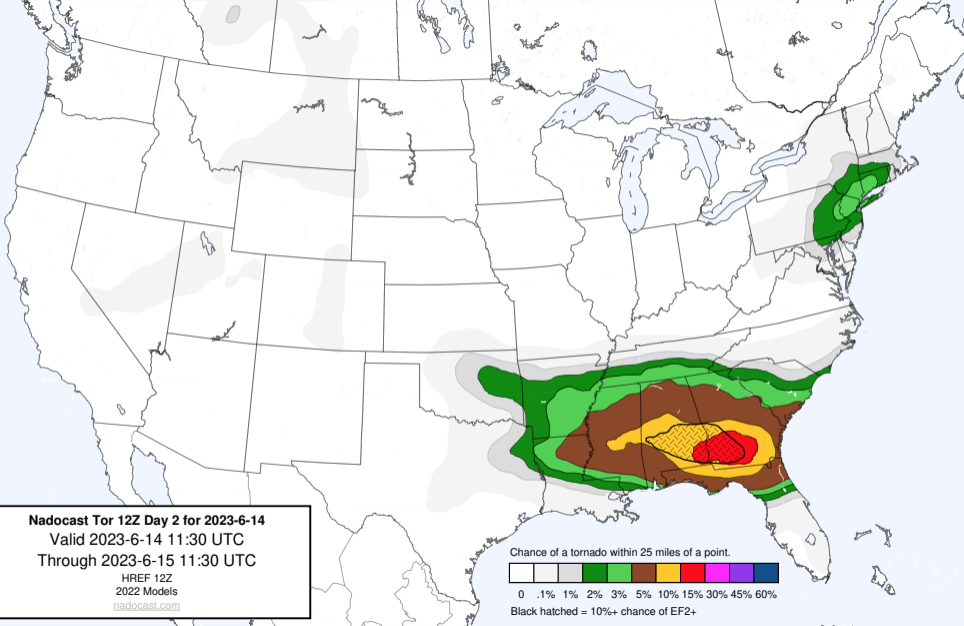 Nadocast Tor 12Z Day 2 for 2023-6-14
Valid 2023-6-14 11:30 UTC
Through 2023-6-15 11:30 UTC
HREF 12Z
2022 Models
nadocast.com
Chance of a tornado within 25 miles of a point.
0 .1% 1% 2% 3% 5% 10% 15% 30% 45% 60%
Black hatched = 10%+ chance of EF2+